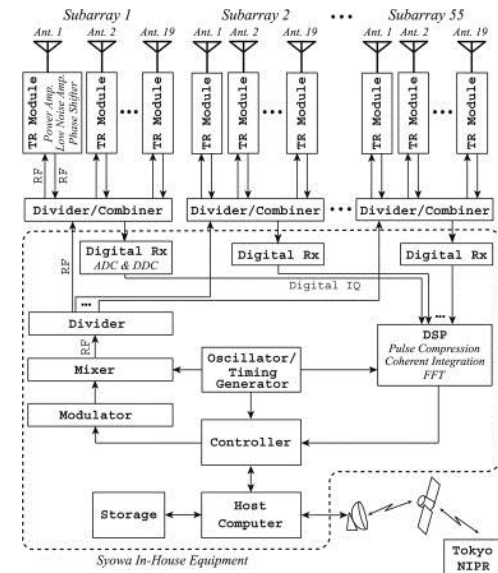 Subarray 1 Subarray 2 ••• Subarray 55
Ant. 1 Ant. 2 Ant. 19 Ant. 1 Ant. 2 Ant. 19 Ant. 1 Ant. 2 Ant. 19
TR Module
Power Amp.
Low Noise Amp.
Phase Shifter
TR Module
•••
TR Module
TR Module
TR Module
•••
TR Module
TR Module
TR Module
•••
TR Module
RF RF
Divider/Combiner Divider/Combiner ••• Divider/Combiner
Digital Rx
ADC & DDC
Digital Rx
Digital Rx
RF
Digital IQ
•••
•••
Divider
RF
DSP
Pulse Compression
Coherent Integration
FFT
Mixer
Oscillator/
Timing
Generator
Modulator
Controller
Storage
Host
Computer
Syowa In-House Equipment
Tokyo
NIPR